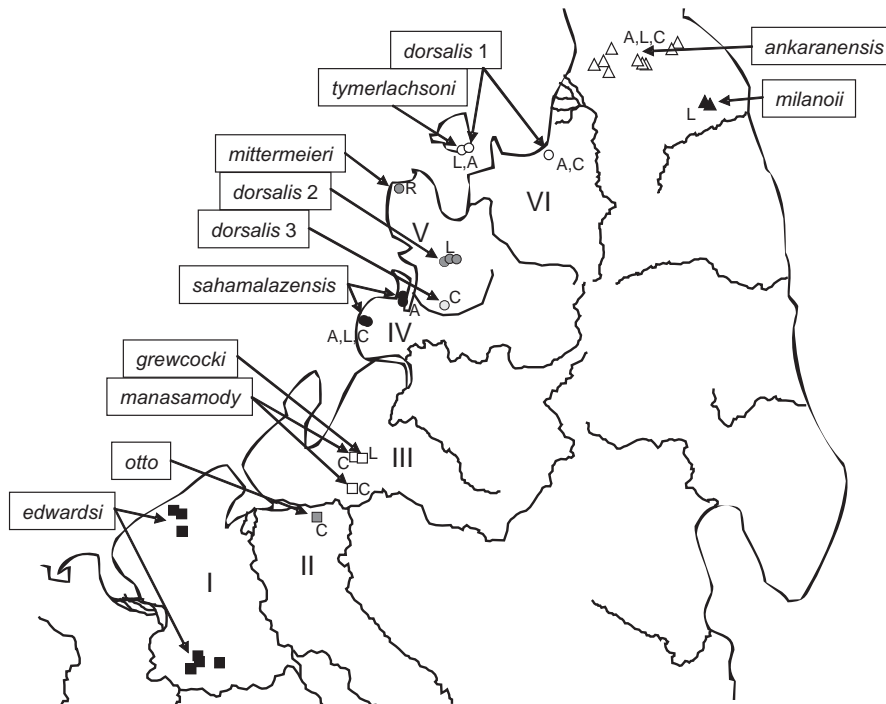 dorsalis 1
A,L,C
ankaranensis
tymerlachsoni
L
milanoii
mittermeieri
L,A
A,C
R
dorsalis 2
VI
V
L
dorsalis 3
sahamalazensis
A
C
A,L,C
IV
grewcocki
manasamody
C
L
III
otto
C
C
edwardsi
I
II